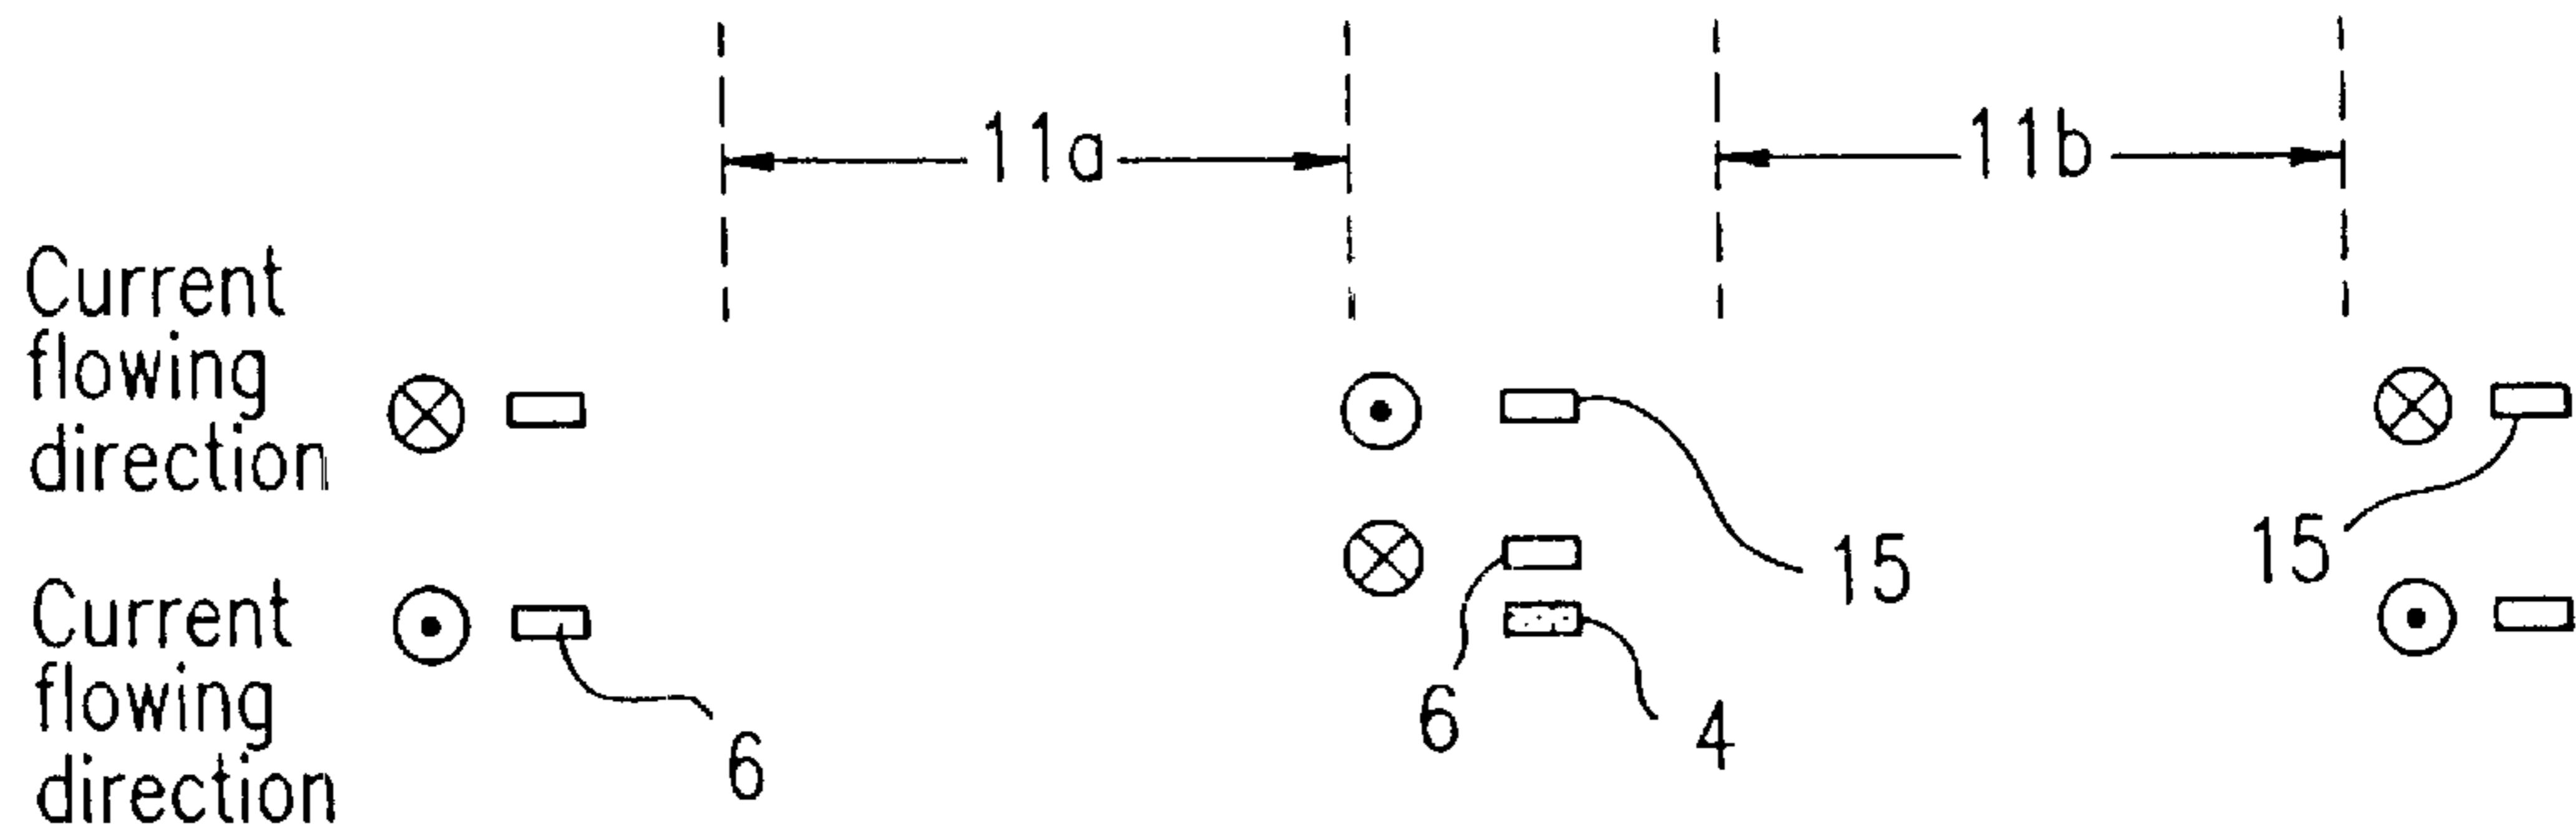 11a
11b
Current
flowing
direction
15
15
Current
flowing
direction
6
6
4